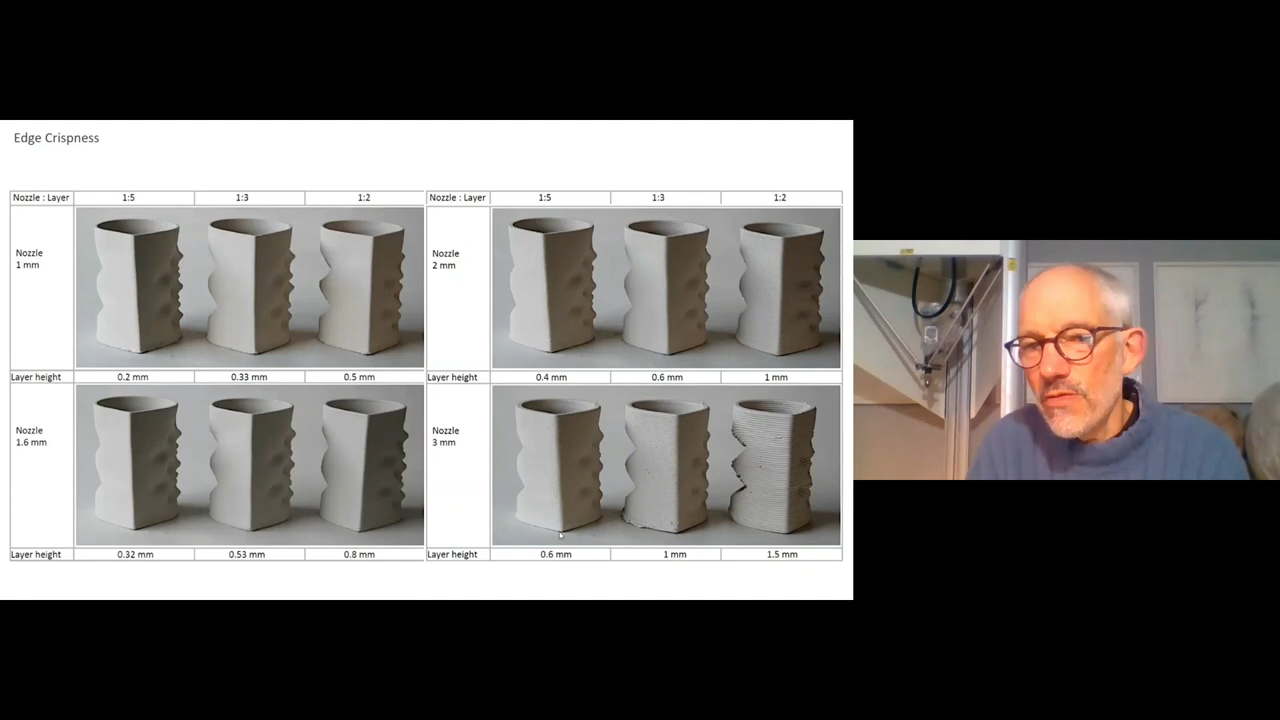 Edge Crispness
Nozzle : Layer 1:5 1:3 1:2
Nozzle
1 mm
Layer height 0.2 mm 0.33 mm 0.5 mm
Nozzle
1.6 mm
Layer height 0.32 mm 0.53 mm 0.8 mm
Nozzle : Layer 1:5 1:3 1:2
Nozzle
2 mm
Layer height 0.4 mm 0.6 mm 1 mm
Nozzle
3 mm
Layer height 0.6 mm 1 mm 1.5 mm